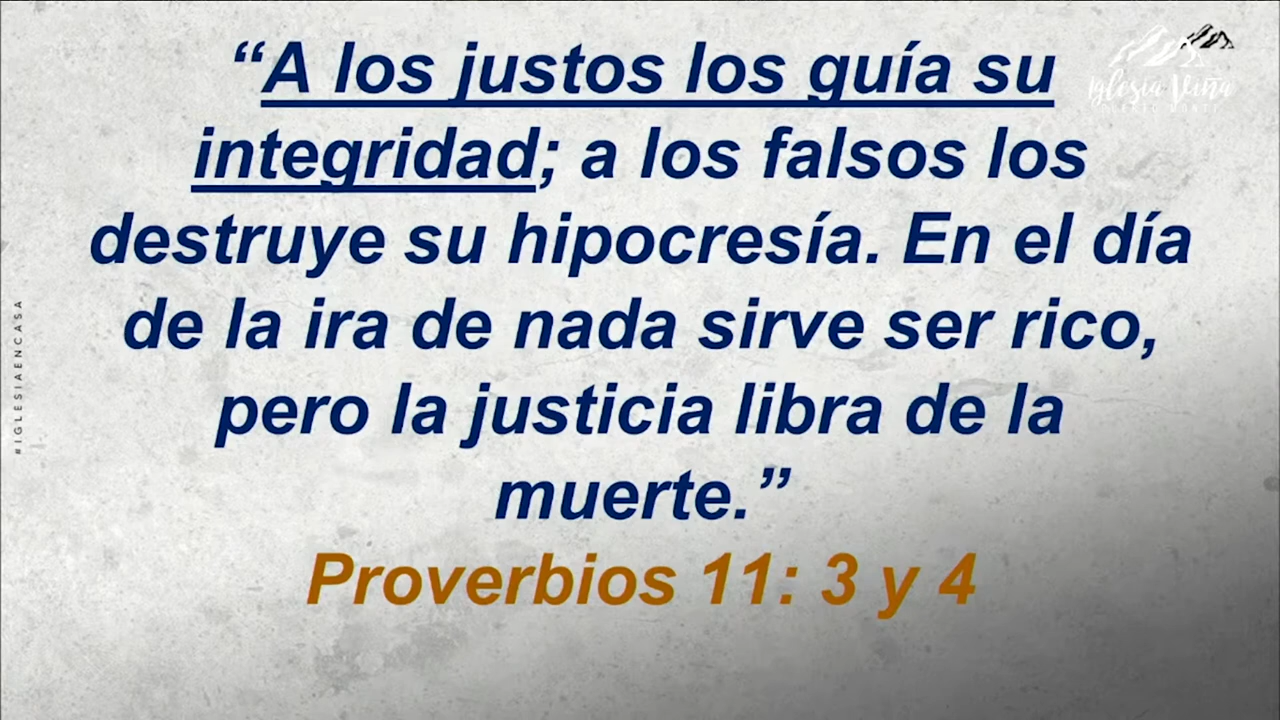 “A los justos los guía su
integridad; a los falsos los
destruye su hipocresía. En el día
de la ira de nada sirve ser rico,
pero la justicia libra de la
muerte.”
Proverbios 11: 3 y 4
Iglesia Viña
#IGLESIAENCASA